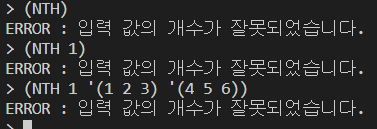 > (NTH)
ERROR : 입력 값의 개수가 잘못되었습니다.
> (NTH 1)
ERROR : 입력 값의 개수가 잘못되었습니다.
> (NTH 1 '(1 2 3) '(4 5 6))
ERROR : 입력 값의 개수가 잘못되었습니다.
>